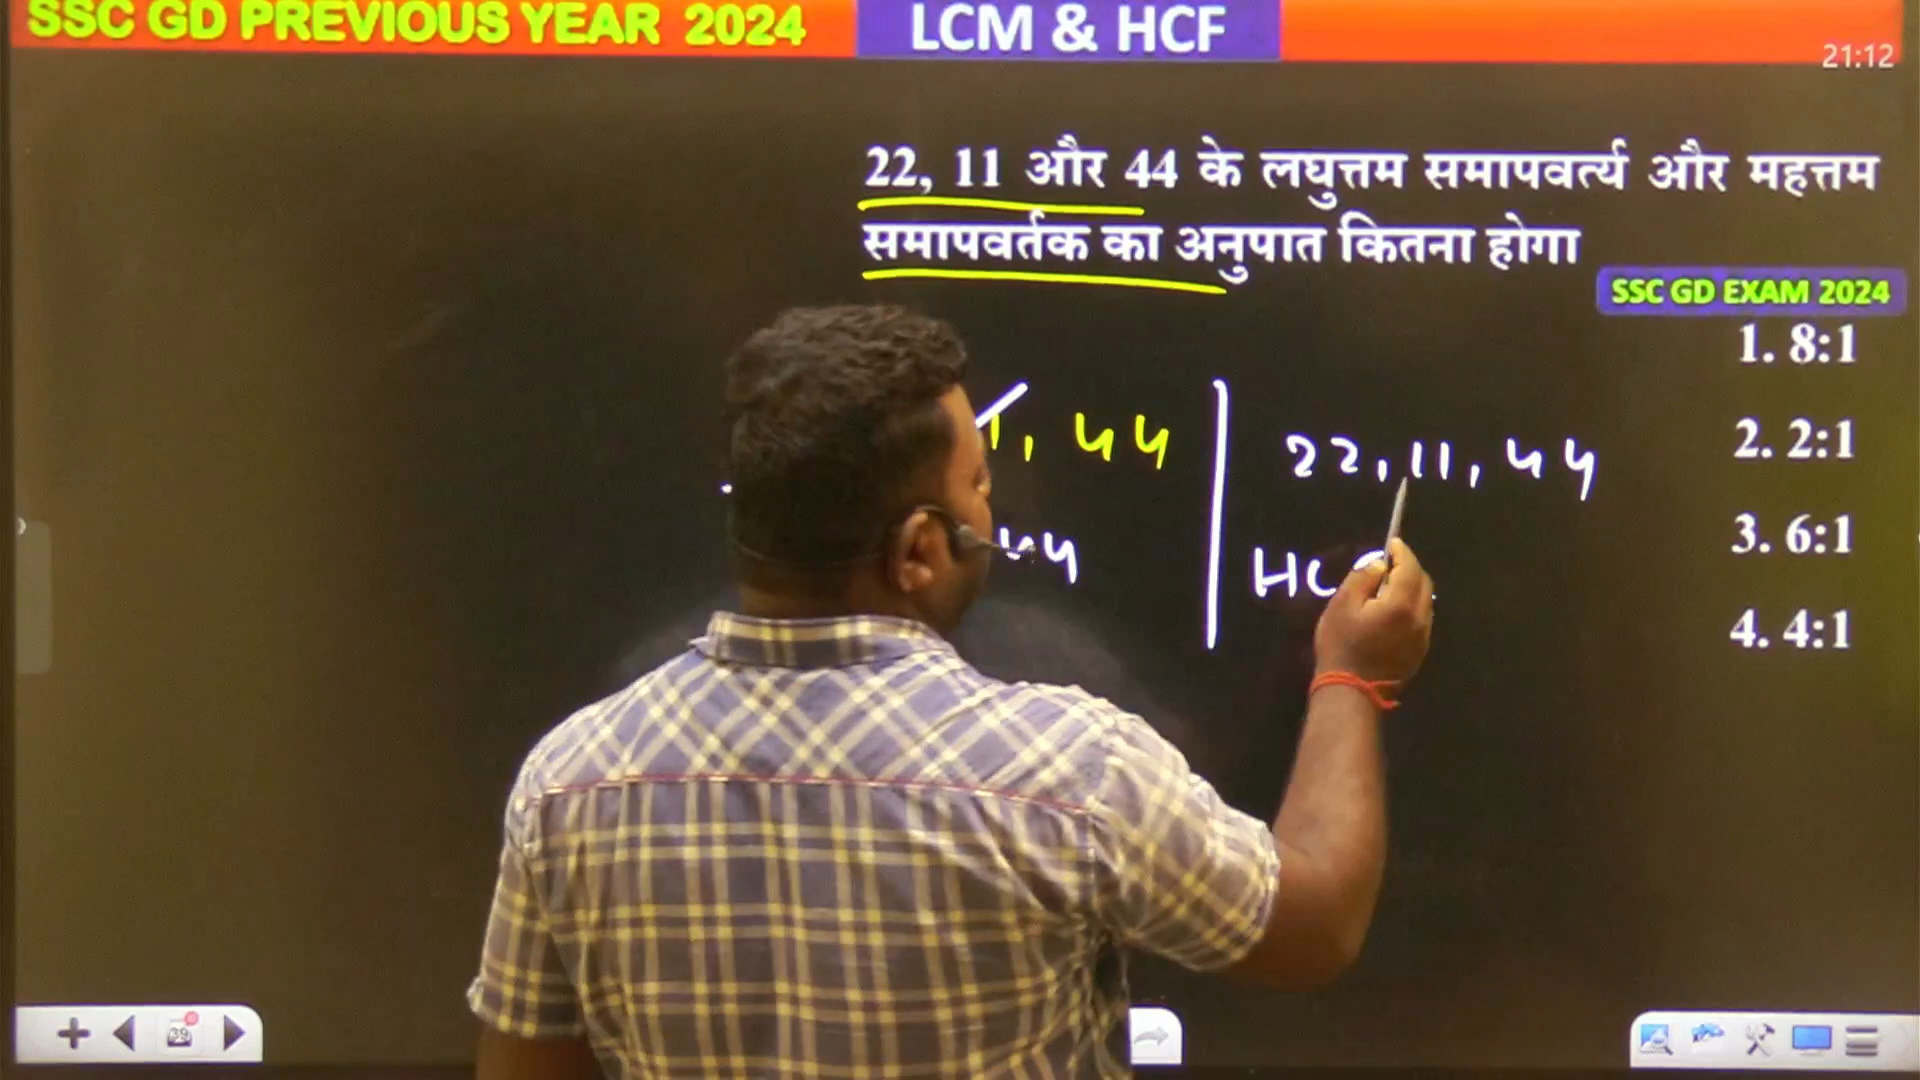 SSC GD PREVIOUS YEAR 2024
LCM & HCF
21:12
22, 11 और 44 के लघुत्तम समापवर्त्य और महत्तम
समापवर्तक का अनुपात कितना होगा
SSC GD EXAM 2024
1. 8:1
2. 2:1
3. 6:1
4. 4:1
1, 44
44
22, 11, 44
HC
39